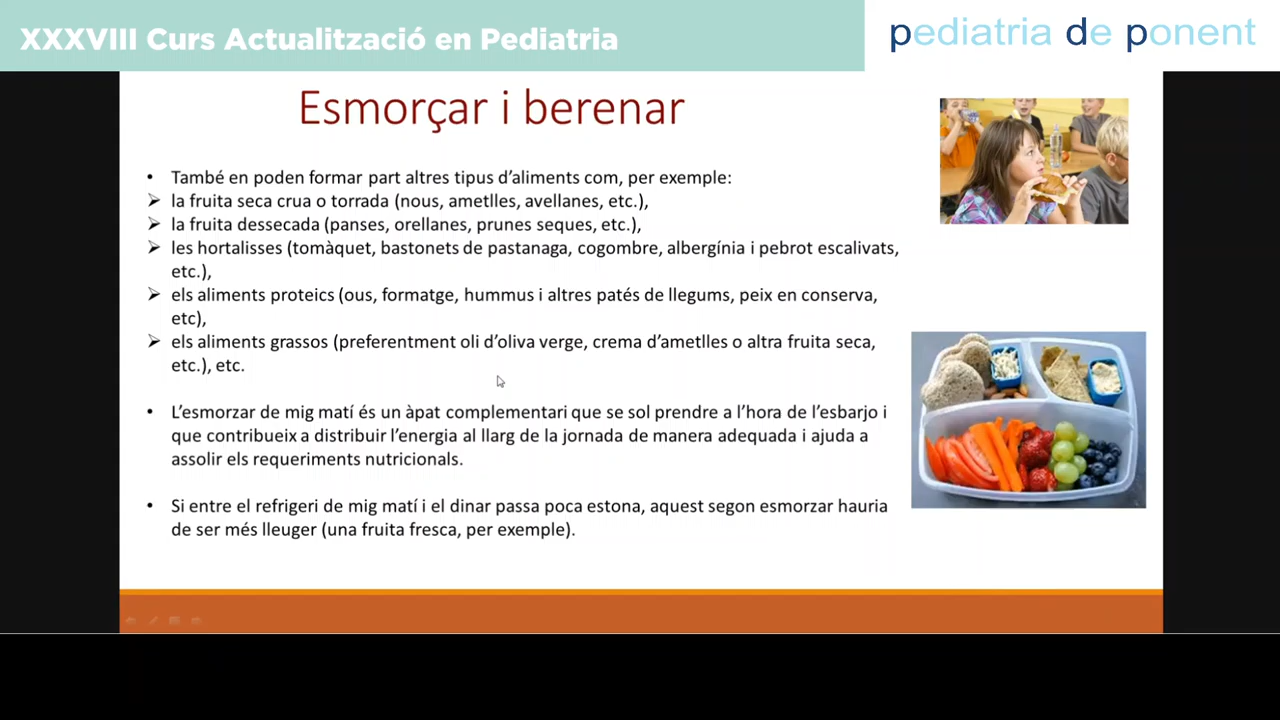 XXXVIII Curs Actualització en Pediatria
pediatria de ponent
Esmorçar i berenar
• També en poden formar part altres tipus d’aliments com, per exemple:
➢ la fruita seca crua o torrada (nous, ametlles, avellanes, etc.),
➢ la fruita dessecada (panses, orellanes, prunes seques, etc.),
➢ les hortalisses (tomàquet, bastonets de pastanaga, cogombre, albergínia i pebrot escalivats,
etc.),
➢ els aliments proteics (ous, formatge, hummus i altres patés de llegums, peix en conserva,
etc),
➢ els aliments grassos (preferentment oli d’oliva verge, crema d’ametlles o altra fruita seca,
etc.), etc.
• L’esmorzar de mig matí és un àpat complementari que se sol prendre a l’hora de l’esbarjo i
que contribueix a distribuir l’energia al llarg de la jornada de manera adequada i ajuda a
assolir els requeriments nutricionals.
• Si entre el refrigeri de mig matí i el dinar passa poca estona, aquest segon esmorzar hauria
de ser més lleuger (una fruita fresca, per exemple).